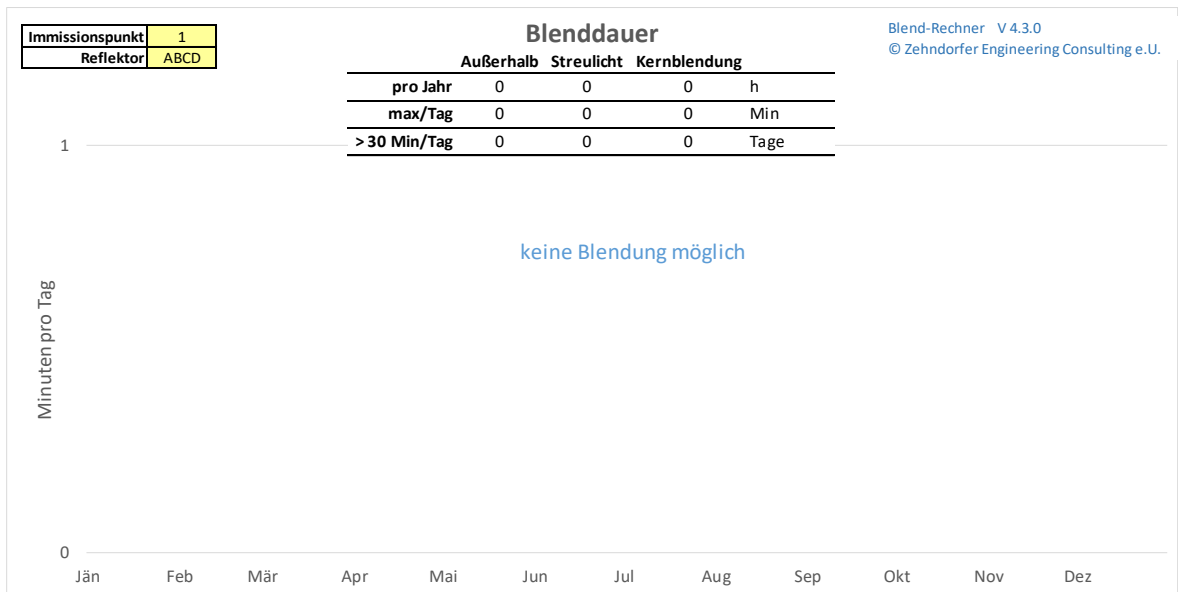 Immissionspunkt 1
Reflektor ABCD
Blenddauer
Blend-Rechner V 4.3.0
© Zehndorfer Engineering Consulting e.U.
Außerhalb Streulicht Kernblendung
pro Jahr 0 0 0 h
max/Tag 0 0 0 Min
> 30 Min/Tag 0 0 0 Tage
1
keine Blendung möglich
Minuten pro Tag
0
Jän Feb Mär Apr Mai Jun Jul Aug Sep Okt Nov Dez